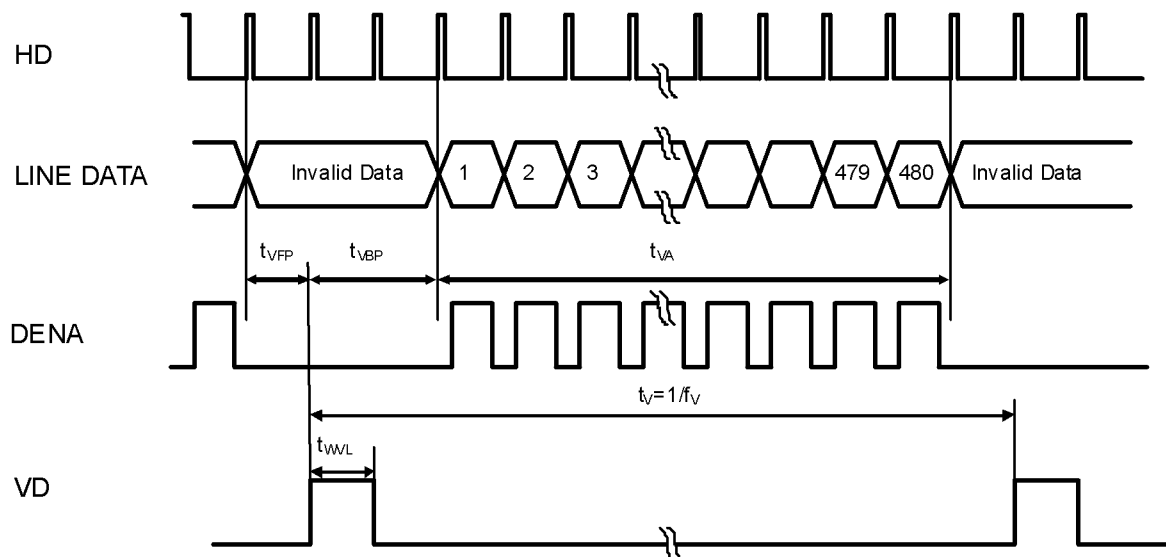 HD
LINE DATA
Invalid Data 1 2 3 479 480 Invalid Data
tVFP tVBP tVA
DENA
tV=1/fV
tWVL
VD